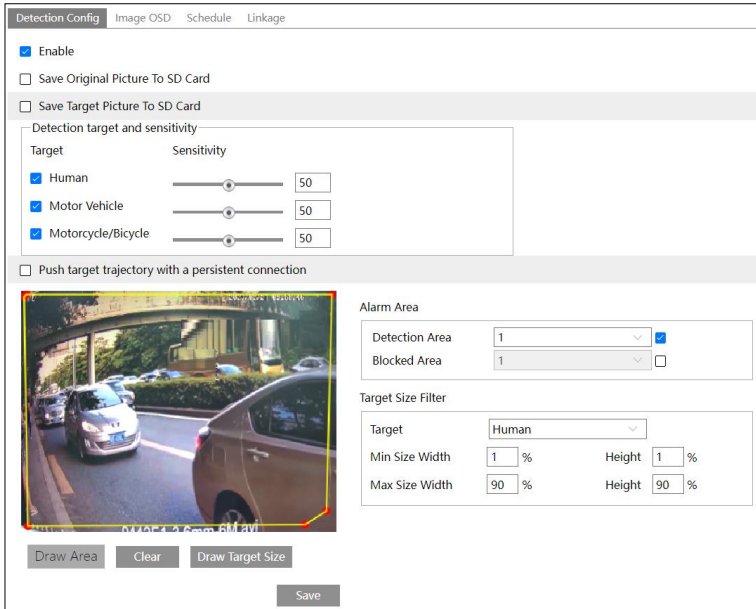 Detection Config Image OSD Schedule Linkage
Enable
Save Original Picture To SD Card
Save Target Picture To SD Card
Detection target and sensitivity
Target Sensitivity
Human 50
Motor Vehicle 50
Motorcycle/Bicycle 50
Push target trajectory with a persistent connection
Alarm Area
Detection Area 1
Blocked Area 1
Target Size Filter
Target Human
Min Size Width 1 % Height 1 %
Max Size Width 90 % Height 90 %
Draw Area Clear Draw Target Size
Save